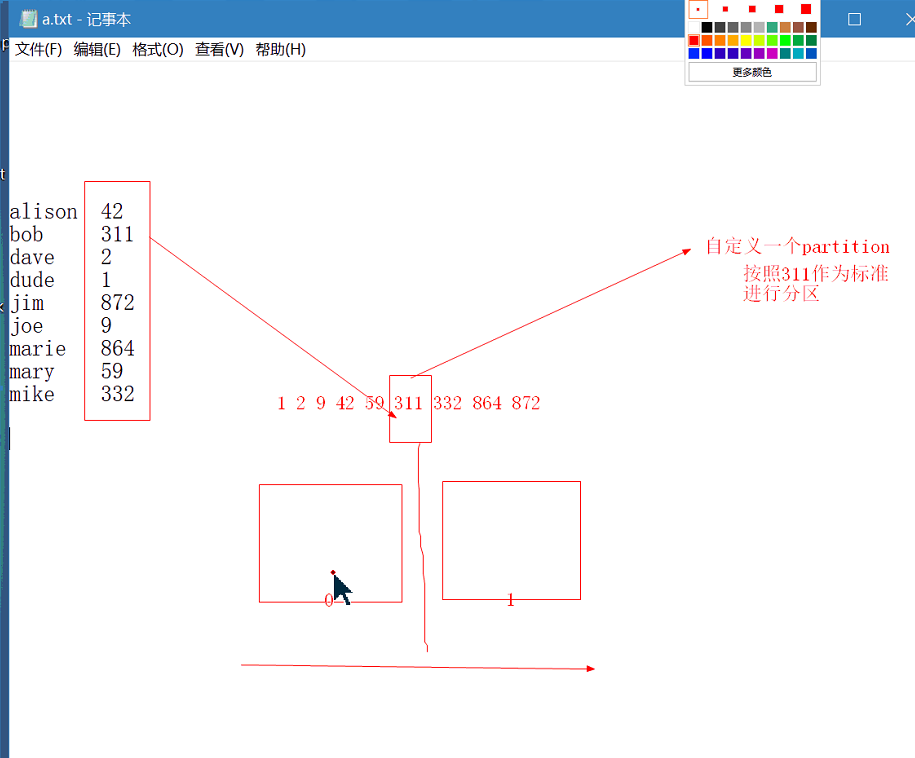 a.txt - 记事本
文件(F) 编辑(E) 格式(O) 查看(V) 帮助(H)
更多颜色
alison 42
bob 311
dave 2
dude 1
jim 872
joe 9
marie 864
mary 59
mike 332
自定义一个partition
按照311作为标准
进行分区
1 2 9 42 59 311 332 864 872
0
1